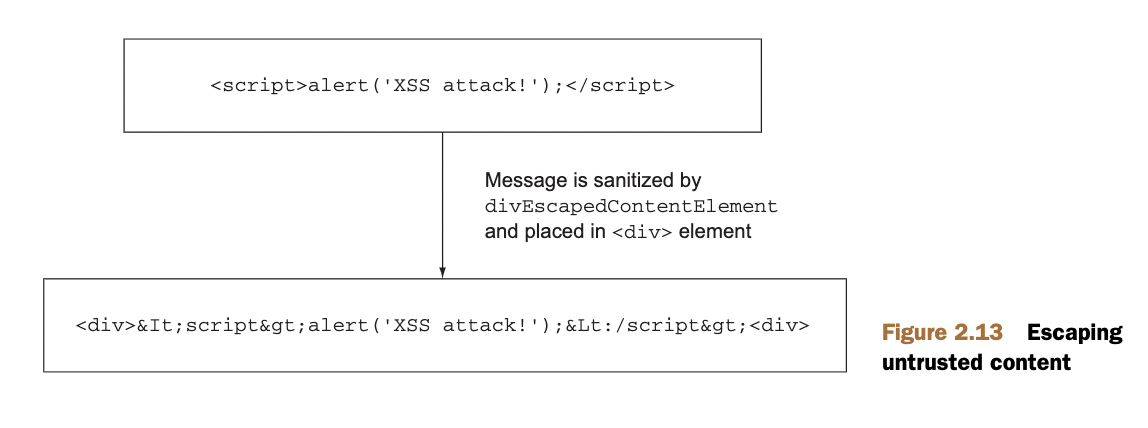 <script>alert('XSS attack!');</script>
Message is sanitized by
divEscapedContentElement
and placed in <div> element
<div>&It;script&gt;alert('XSS attack!');&Lt:/script&gt;<div>
Figure 2.13 Escaping
untrusted content